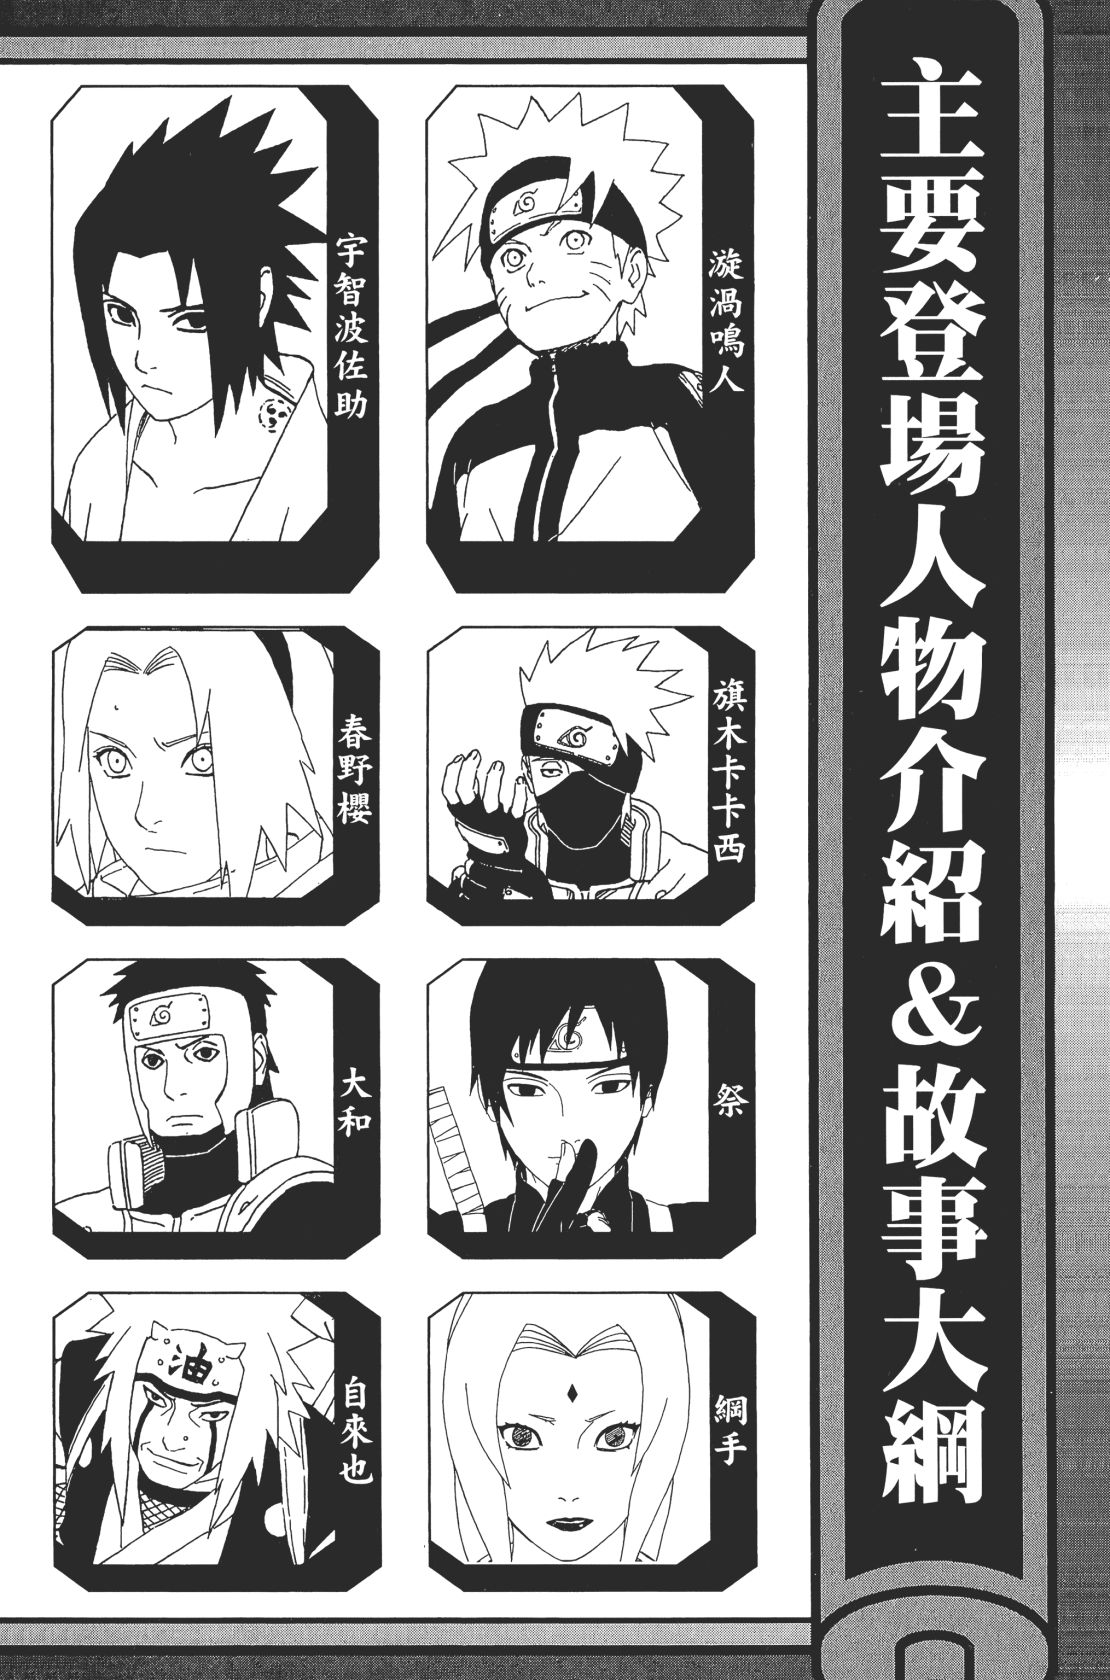 主要登場人物介紹&故事大綱
漩渦鳴人
宇智波佐助
旗木卡卡西
春野櫻
祭
大和
綱手
自來也
油